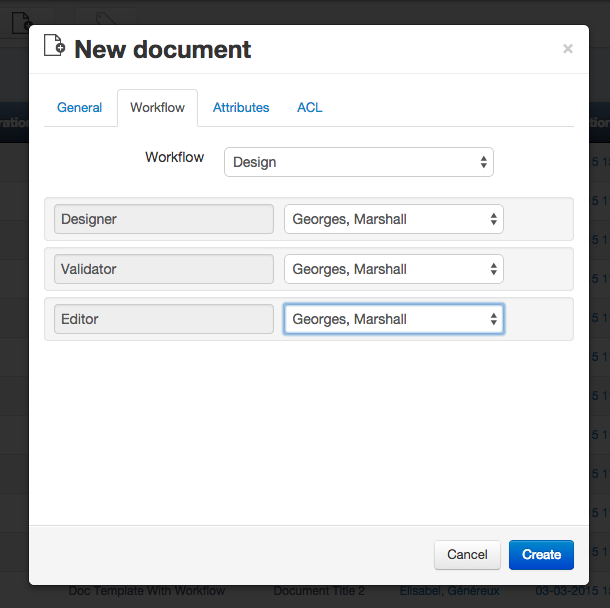 New document ×
General Workflow Attributes ACL
Workflow Design
Designer Georges, Marshall
Validator Georges, Marshall
Editor Georges, Marshall
Cancel Create
Doc Template With Workflow Document Title 2 Elisabel, Généreux 03-03-2015 1